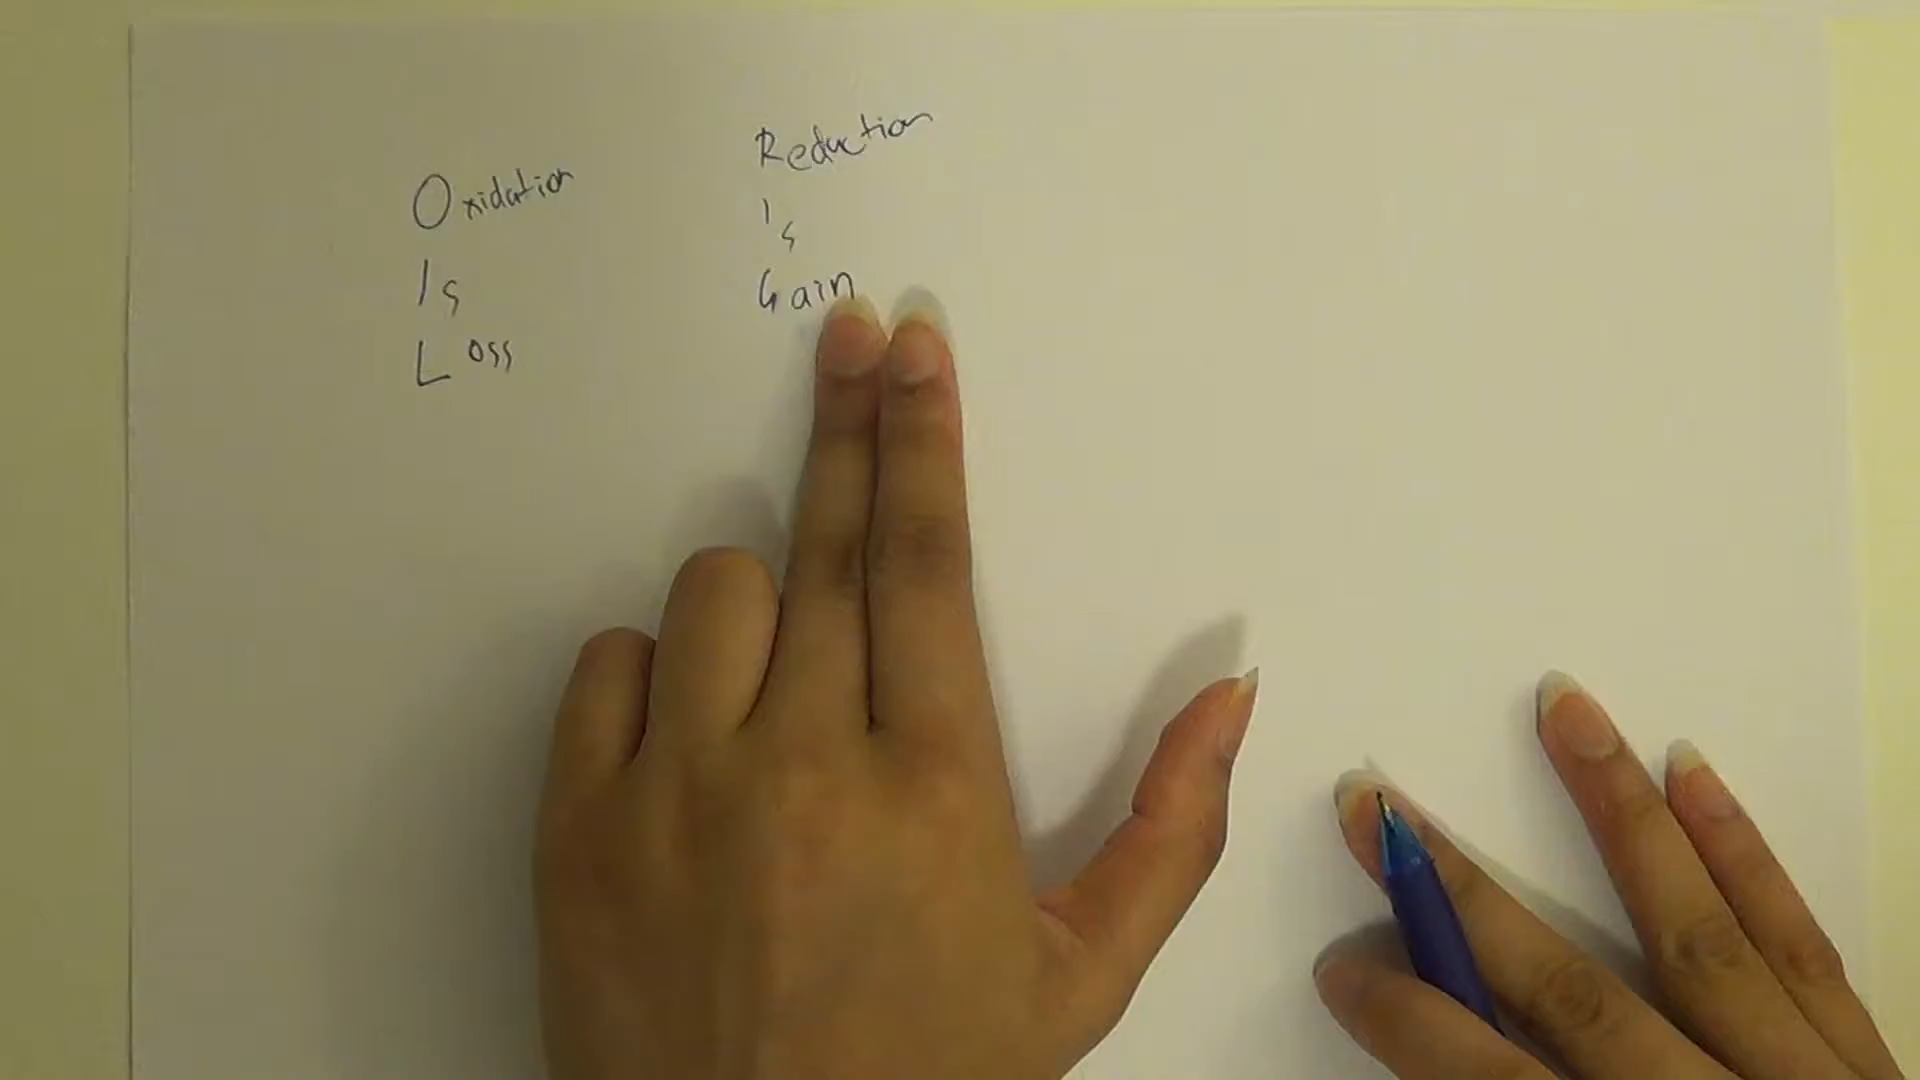 Oxidation
Is
Loss
Reduction
Is
Gain